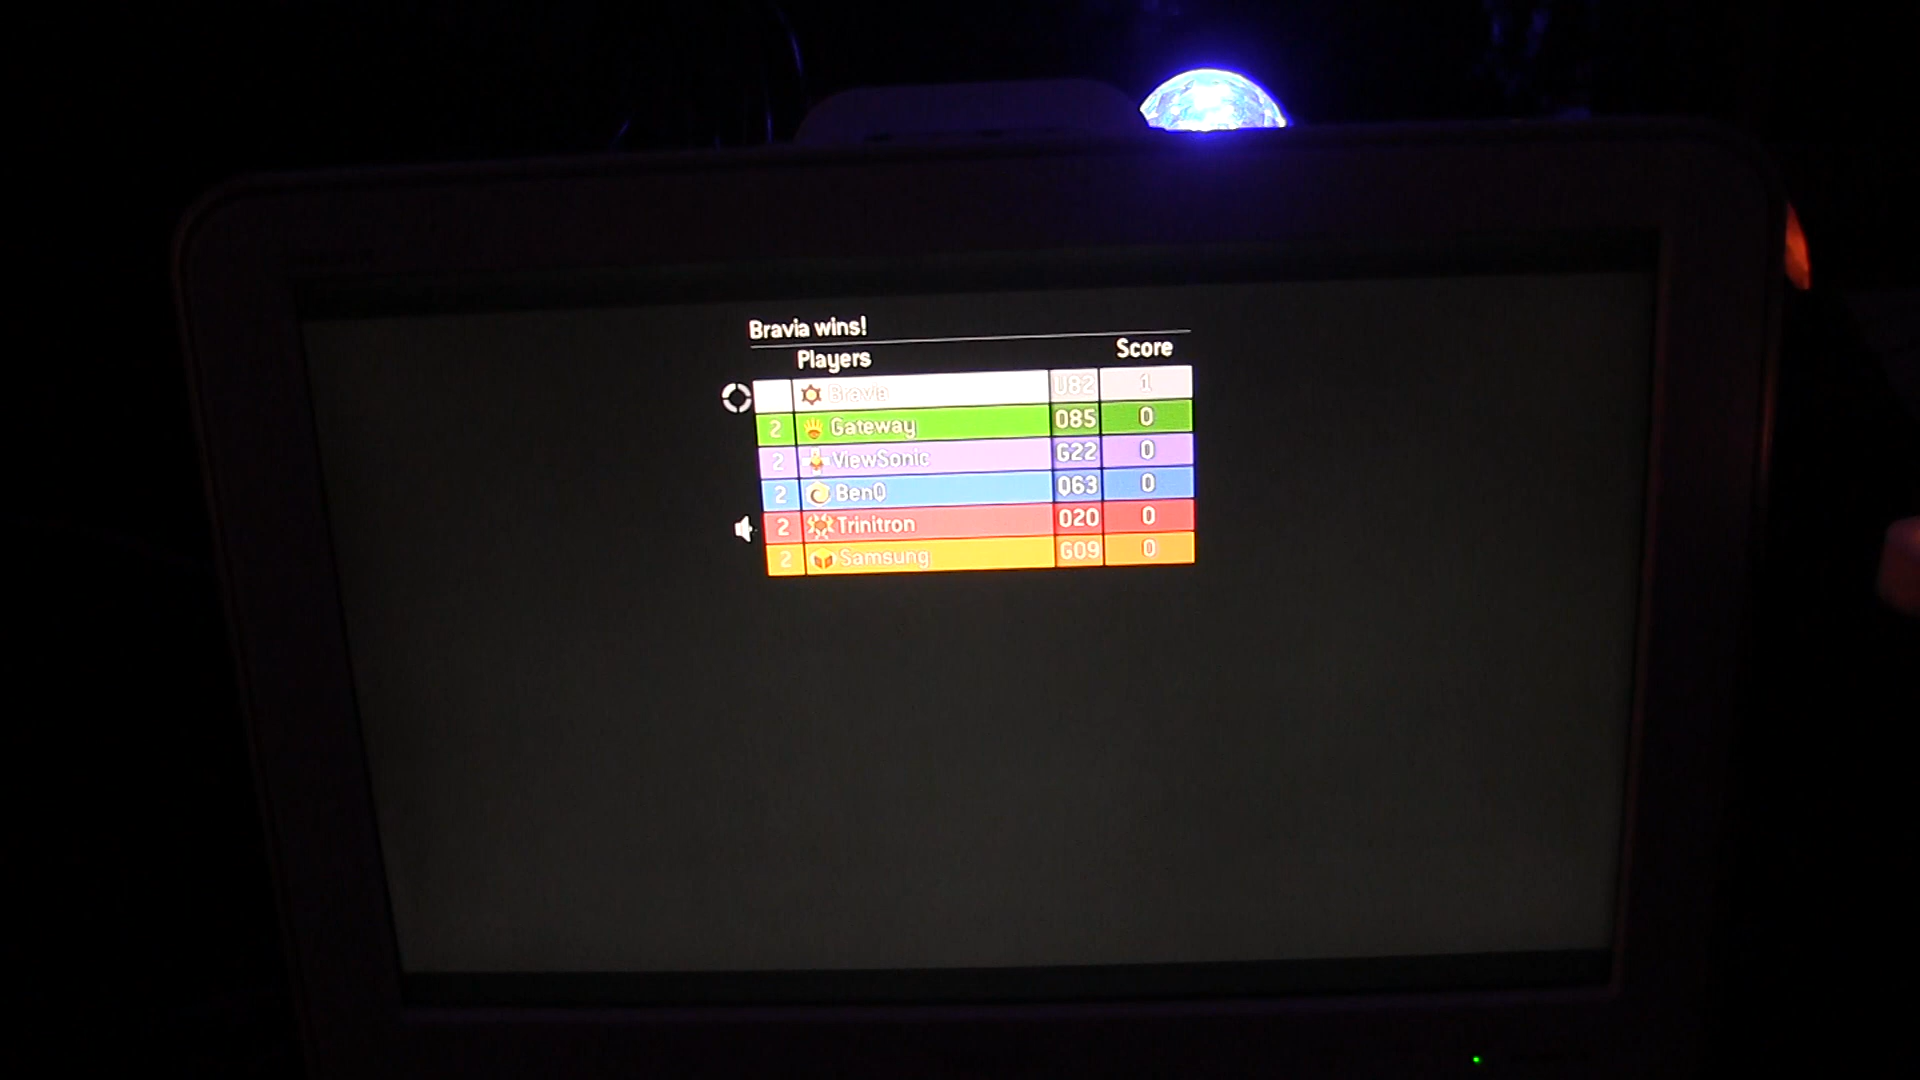 Bravia wins!
Players Score
Bravia U82 1
2 Gateway 085 0
2 ViewSonic G22 0
2 BenQ Q63 0
2 Trinitron 020 0
2 Samsung G09 0